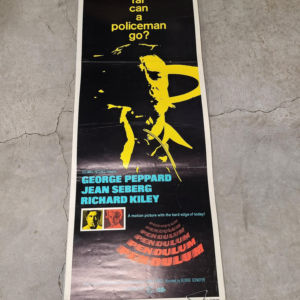 far
can
a
policeman
go?
GEORGE PEPPARD
JEAN SEBERG
RICHARD KILEY
A motion picture with the hard edge of today!
PENDULUM
PENDULUM
PENDULUM
PENDULUM
PENDULUM